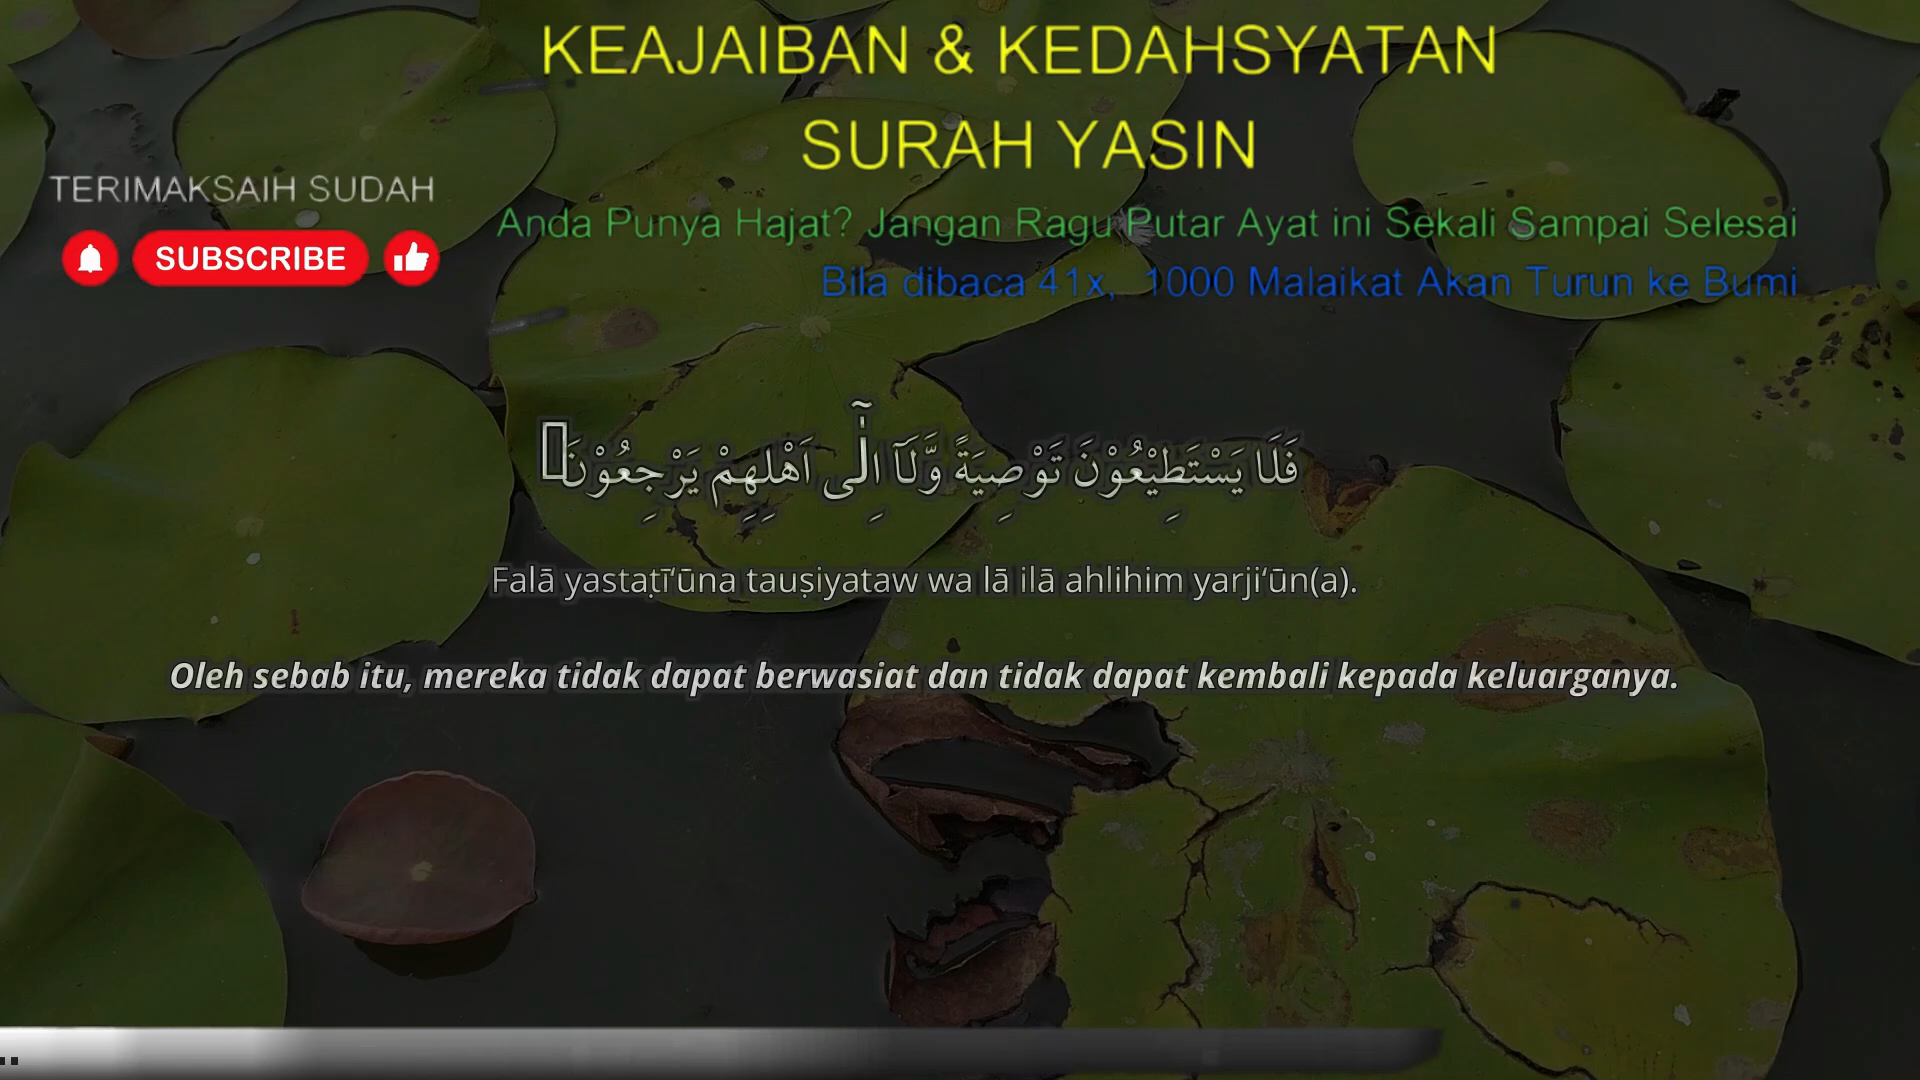 KEAJAIBAN & KEDAHSYATAN
SURAH YASIN
TERIMAKSAIH SUDAH
SUBSCRIBE
Anda Punya Hajat? Jangan Ragu Putar Ayat ini Sekali Sampai Selesai
Bila dibaca 41x, 1000 Malaikat Akan Turun ke Bumi
فَلَا يَسْتَطِيْعُوْنَ تَوْصِيَةً وَّلَآ اِلٰٓى اَهْلِهِمْ يَرْجِعُوْنَ
Falā yastaṭī‘ūna tauṣiyataw wa lā ilā ahlihim yarji‘ūn(a).
Oleh sebab itu, mereka tidak dapat berwasiat dan tidak dapat kembali kepada keluarganya.
..